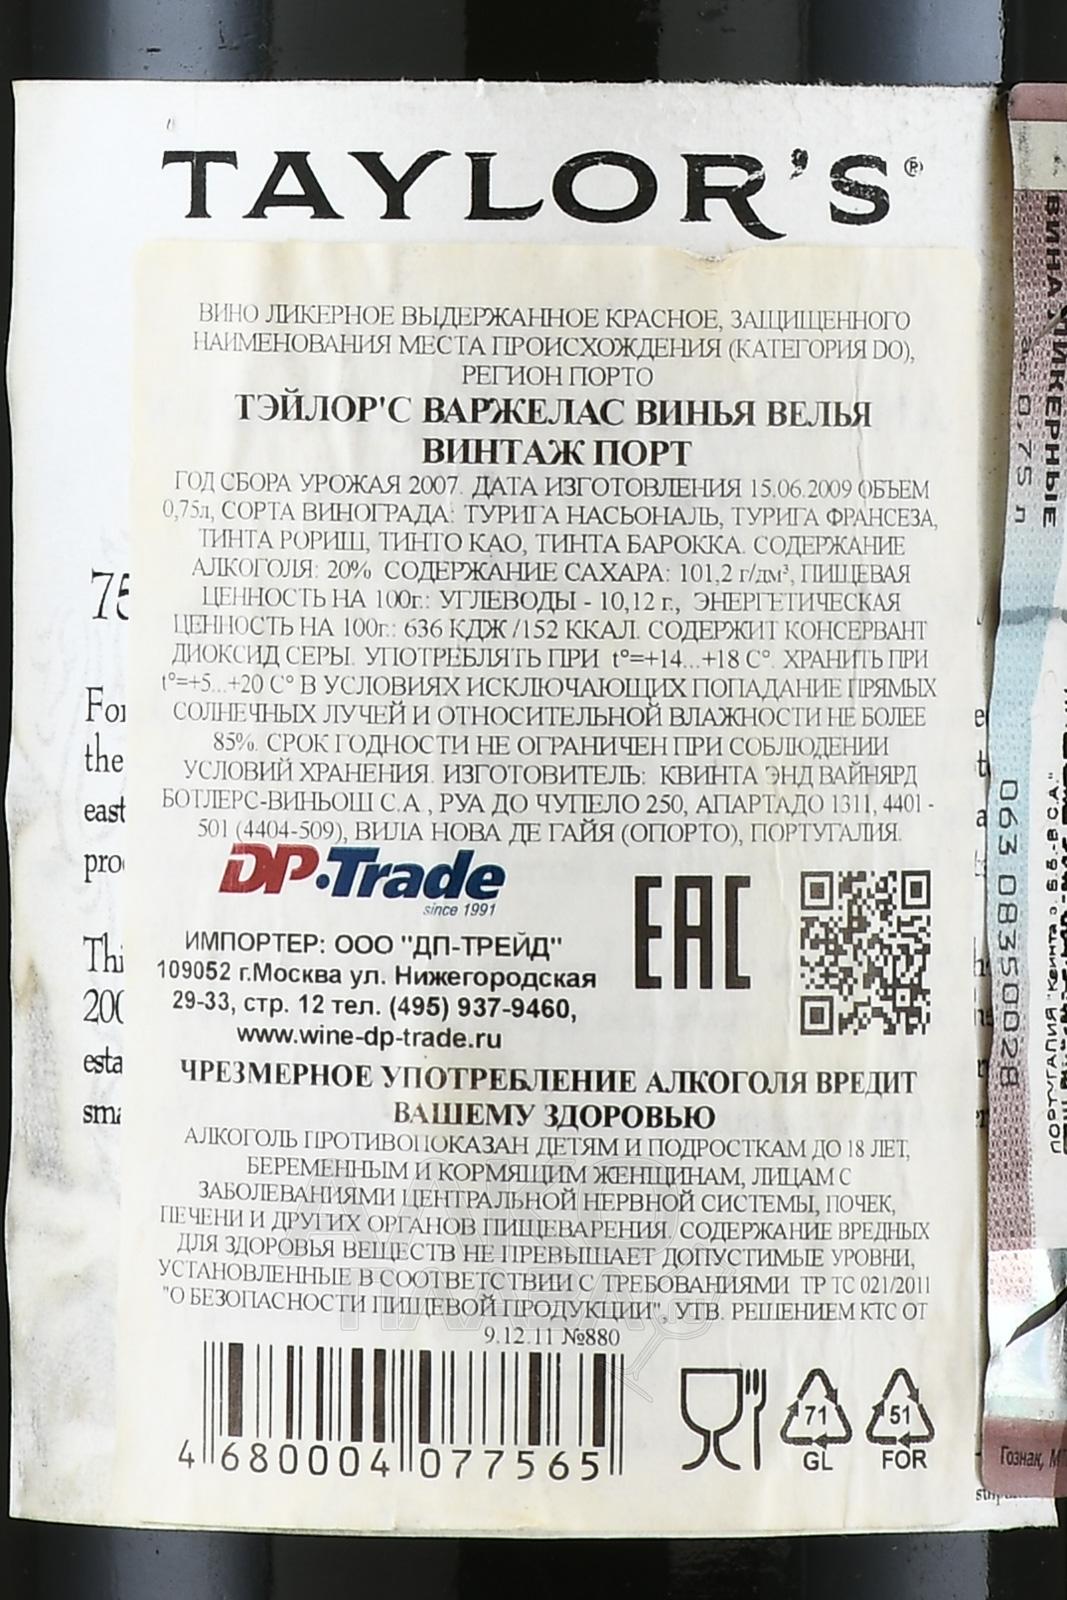 TAYLOR'S®
ВИНО ЛИКЕРНОЕ ВЫДЕРЖАННОЕ КРАСНОЕ, ЗАЩИЩЕННОГО
НАИМЕНОВАНИЯ МЕСТА ПРОИСХОЖДЕНИЯ (КАТЕГОРИЯ DO),
РЕГИОН ПОРТО
ТЭЙЛОР'С ВАРЖЕЛАС ВИНЬЯ ВЕЛЬЯ
ВИНТАЖ ПОРТ
ГОД СБОРА УРОЖАЯ 2007. ДАТА ИЗГОТОВЛЕНИЯ 15.06.2009 ОБЪЕМ
0,75л, СОРТА ВИНОГРАДА: ТУРИГА НАСЬОНАЛЬ, ТУРИГА ФРАНСЕЗА,
ТИНТА РОРИШ, ТИНТО КАО, ТИНТА БАРОККА. СОДЕРЖАНИЕ
АЛКОГОЛЯ: 20% СОДЕРЖАНИЕ САХАРА: 101,2 г/дм³, ПИЩЕВАЯ
ЦЕННОСТЬ НА 100г.: УГЛЕВОДЫ - 10,12 г., ЭНЕРГЕТИЧЕСКАЯ
ЦЕННОСТЬ НА 100г.: 636 КДЖ /152 ККАЛ. СОДЕРЖИТ КОНСЕРВАНТ
ДИОКСИД СЕРЫ. УПОТРЕБЛЯТЬ ПРИ t°=+14...+18 С°. ХРАНИТЬ ПРИ
t°=+5...+20 С° В УСЛОВИЯХ ИСКЛЮЧАЮЩИХ ПОПАДАНИЕ ПРЯМЫХ
СОЛНЕЧНЫХ ЛУЧЕЙ И ОТНОСИТЕЛЬНОЙ ВЛАЖНОСТИ НЕ БОЛЕЕ
85%. СРОК ГОДНОСТИ НЕ ОГРАНИЧЕН ПРИ СОБЛЮДЕНИИ
УСЛОВИЙ ХРАНЕНИЯ. ИЗГОТОВИТЕЛЬ: КВИНТА ЭНД ВАЙНЯРД
БОТЛЕРС-ВИНЬОШ С.А., РУА ДО ЧУПЕЛО 250, АПАРТАДО 1311, 4401 -
501 (4404-509), ВИЛА НОВА ДЕ ГАЙЯ (ОПОРТО), ПОРТУГАЛИЯ.
DP·Trade
since 1991
ИМПОРТЕР: ООО "ДП-ТРЕЙД"
109052 г.Москва ул. Нижегородская
29-33, стр. 12 тел. (495) 937-9460,
www.wine-dp-trade.ru
EAC
ЧРЕЗМЕРНОЕ УПОТРЕБЛЕНИЕ АЛКОГОЛЯ ВРЕДИТ
ВАШЕМУ ЗДОРОВЬЮ
АЛКОГОЛЬ ПРОТИВОПОКАЗАН ДЕТЯМ И ПОДРОСТКАМ ДО 18 ЛЕТ,
БЕРЕМЕННЫМ И КОРМЯЩИМ ЖЕНЩИНАМ, ЛИЦАМ С
ЗАБОЛЕВАНИЯМИ ЦЕНТРАЛЬНОЙ НЕРВНОЙ СИСТЕМЫ, ПОЧЕК,
ПЕЧЕНИ И ДРУГИХ ОРГАНОВ ПИЩЕВАРЕНИЯ. СОДЕРЖАНИЕ ВРЕДНЫХ
ДЛЯ ЗДОРОВЬЯ ВЕЩЕСТВ НЕ ПРЕВЫШАЕТ ДОПУСТИМЫЕ УРОВНИ,
УСТАНОВЛЕННЫЕ В СООТВЕТСТВИИ С ТРЕБОВАНИЯМИ ТР ТС 021/2011
"О БЕЗОПАСНОСТИ ПИЩЕВОЙ ПРОДУКЦИИ", УТВ. РЕШЕНИЕМ КТС ОТ
9.12.11 №880
4 680004 077565
71
GL
51
FOR
75
the
east
This
ВИНА ЛИКЕРНЫЕ
0,75 л
063 08350028
ПОРТУГАЛИЯ
Гознак,